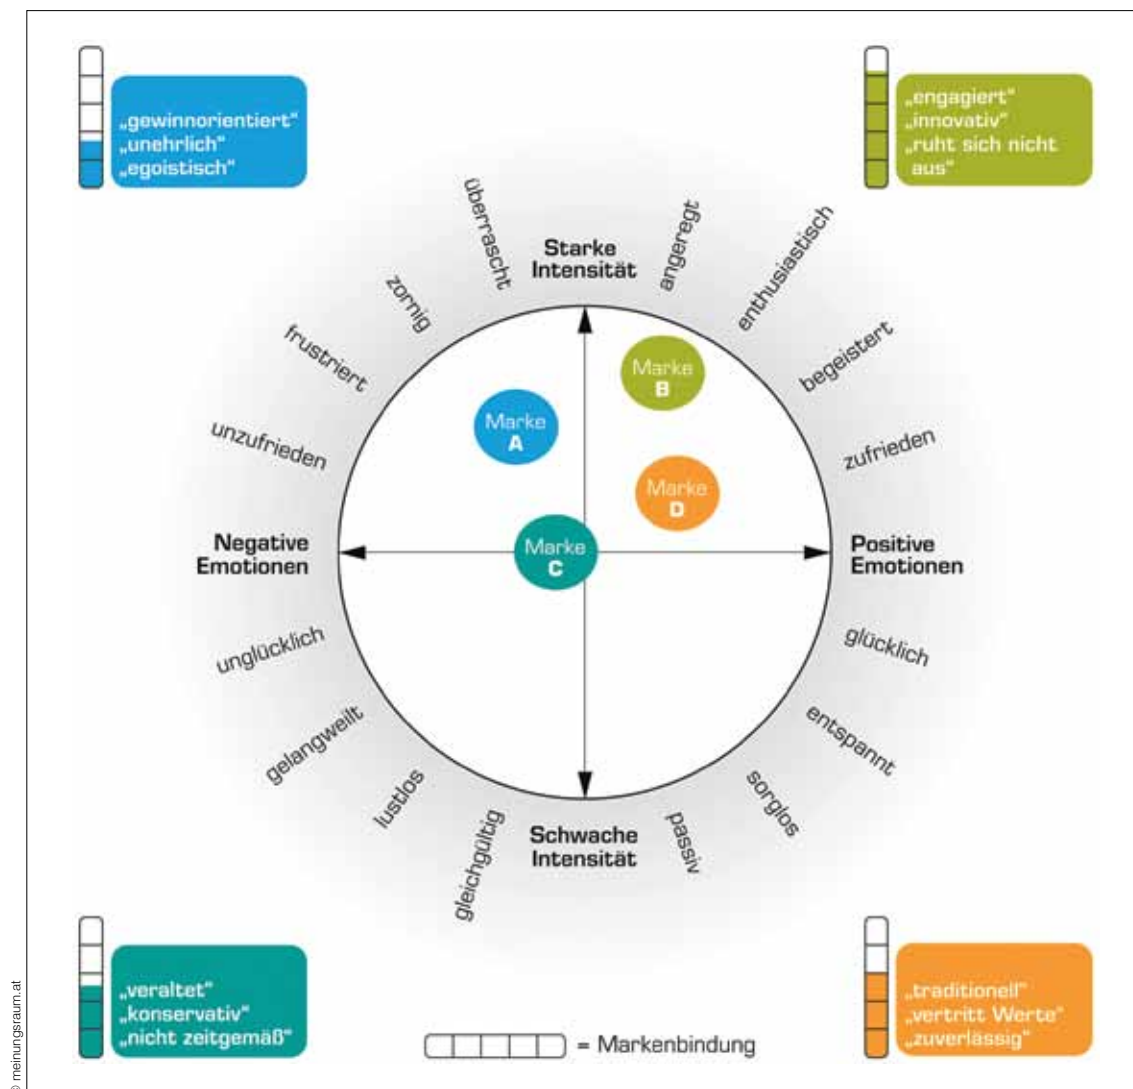 „gewinnorientiert“
„unehrlich“
„egoistisch“
„engagiert“
„innovativ“
„ruht sich nicht
aus“
überrascht
Starke
Intensität
angeregt
enthusiastisch
zornig
begeistert
frustriert
Marke
B
Marke
A
unzufrieden
zufrieden
Marke
D
Negative
Emotionen
Marke
C
Positive
Emotionen
unglücklich
glücklich
gelangweilt
entspannt
lustlos
sorglos
gleichgültig
Schwache
Intensität
passiv
„veraltet“
„konservativ“
„nicht zeitgemäß“
„traditionell“
„vertritt Werte“
„zuverlässig“
= Markenbindung
© meinungsraum.at